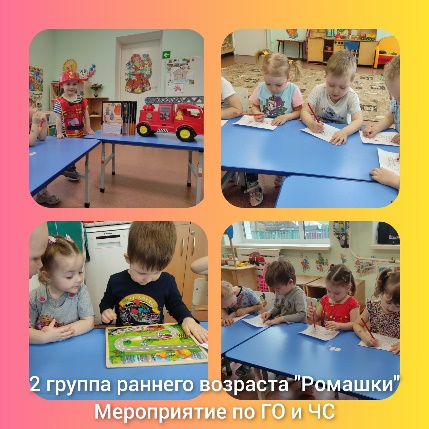 2 группа раннего возраста "Ромашки"
Мероприятие по ГО и ЧС